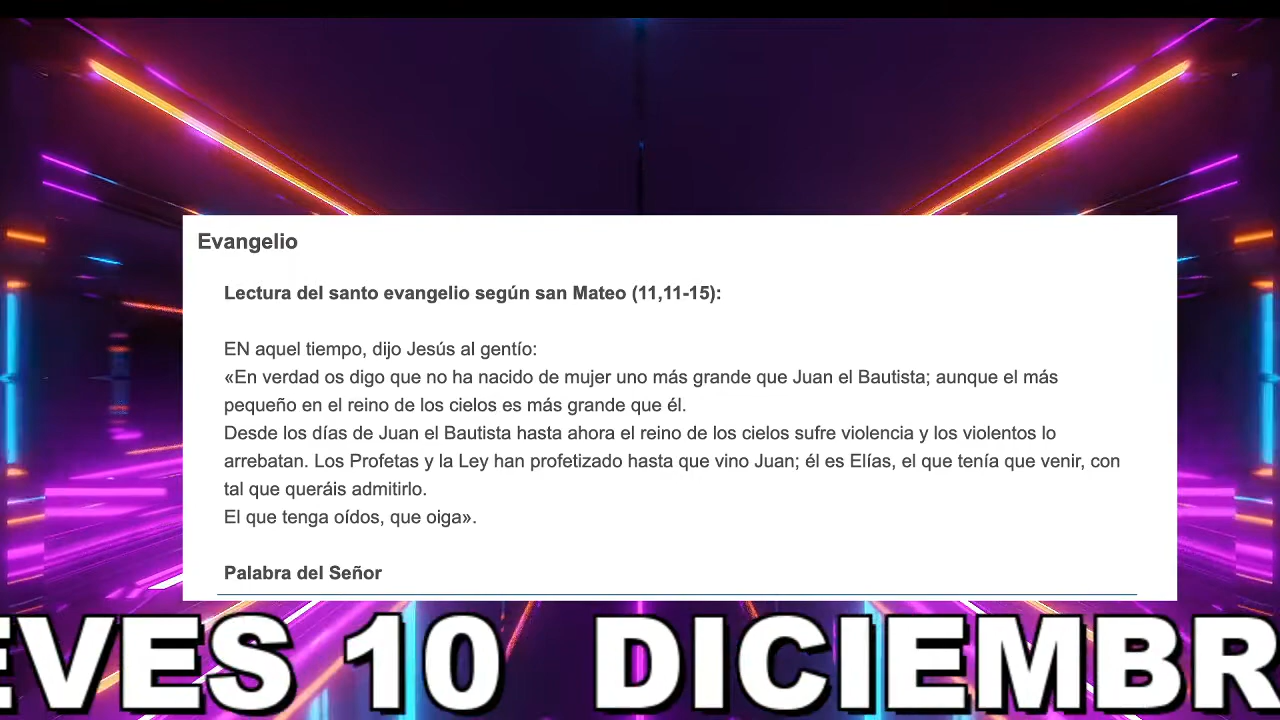 Evangelio
Lectura del santo evangelio según san Mateo (11,11-15):
EN aquel tiempo, dijo Jesús al gentío:
«En verdad os digo que no ha nacido de mujer uno más grande que Juan el Bautista; aunque el más
pequeño en el reino de los cielos es más grande que él.
Desde los días de Juan el Bautista hasta ahora el reino de los cielos sufre violencia y los violentos lo
arrebatan. Los Profetas y la Ley han profetizado hasta que vino Juan; él es Elías, el que tenía que venir, con
tal que queráis admitirlo.
El que tenga oídos, que oiga».
Palabra del Señor
EVES 10 DICIEMBR